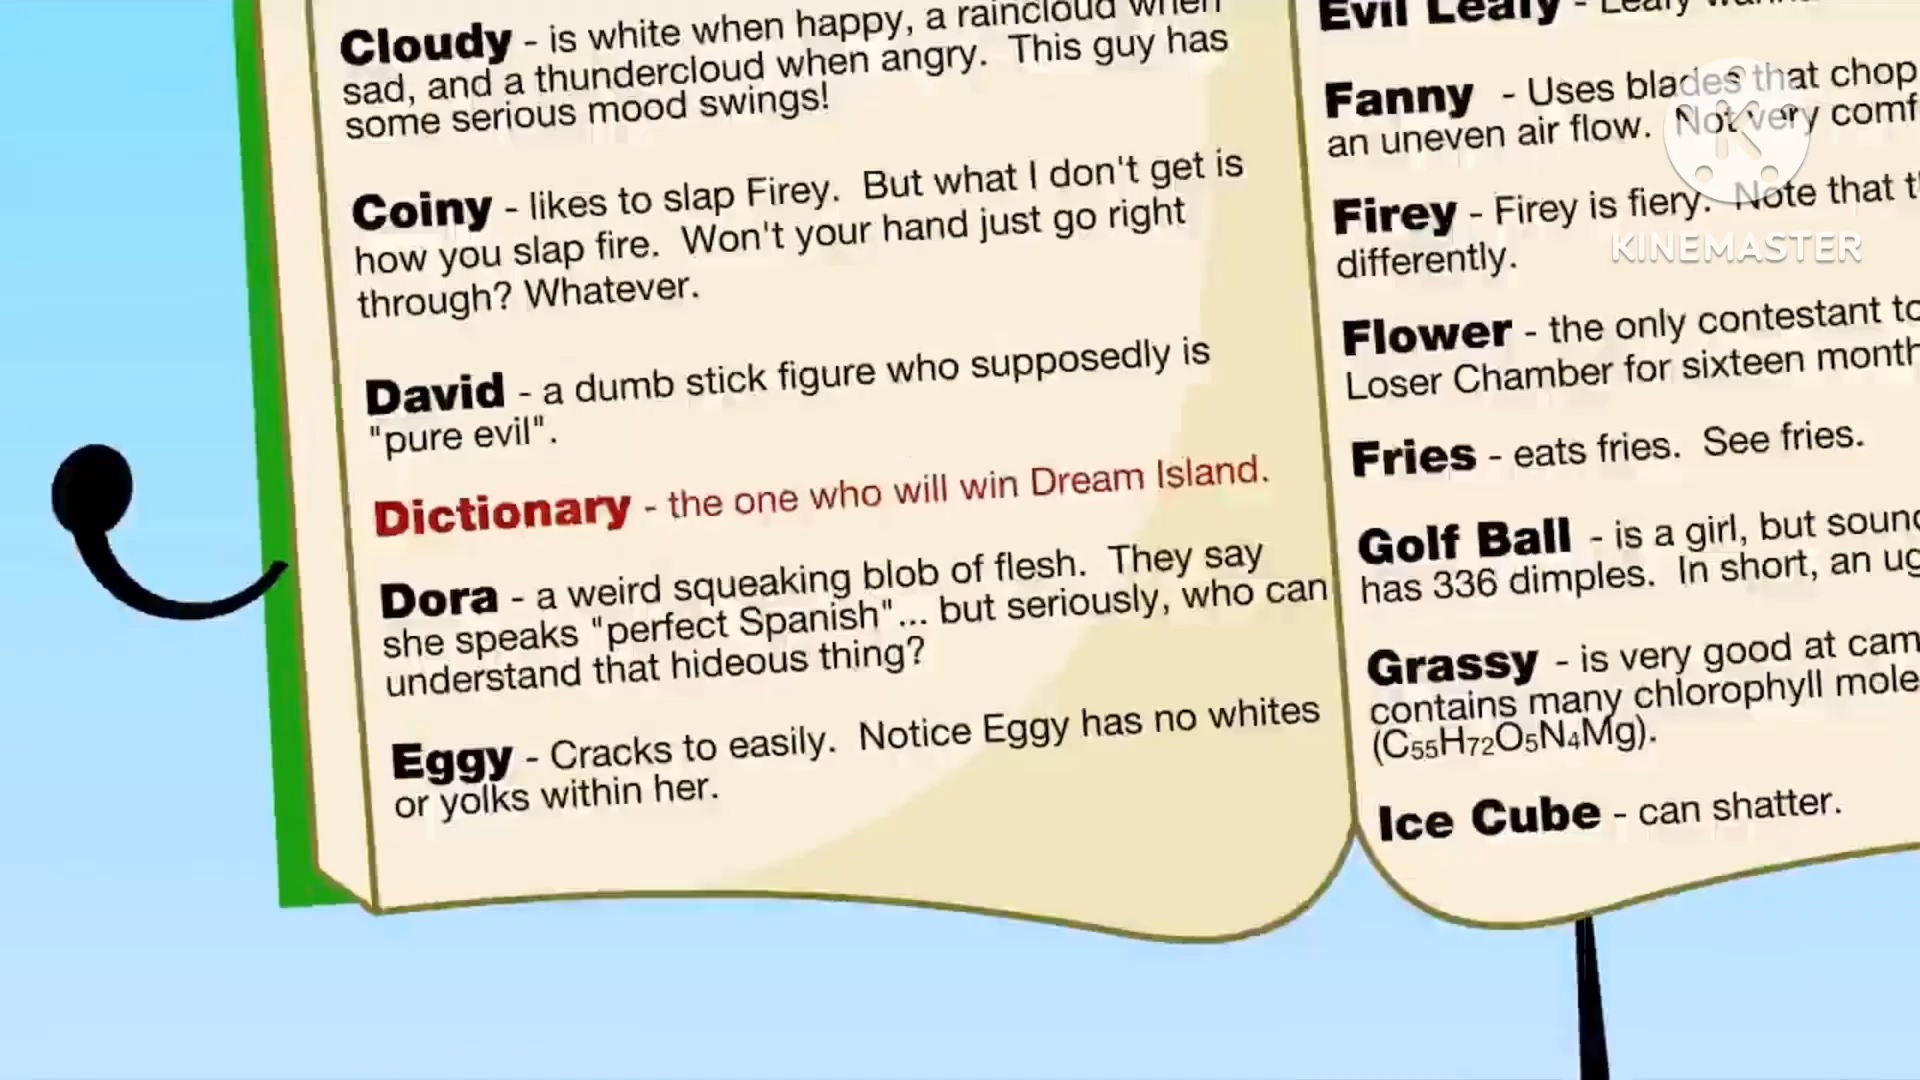 Cloudy - is white when happy, a raincloud when
sad, and a thundercloud when angry. This guy has
some serious mood swings!
Coiny - likes to slap Firey. But what I don't get is
how you slap fire. Won't your hand just go right
through? Whatever.
David - a dumb stick figure who supposedly is
"pure evil".
Dictionary - the one who will win Dream Island.
Dora - a weird squeaking blob of flesh. They say
she speaks "perfect Spanish"... but seriously, who can
understand that hideous thing?
Eggy - Cracks to easily. Notice Eggy has no whites
or yolks within her.
Evil Leafy - Leafy
Fanny - Uses blades that chop
an uneven air flow. Not very
Firey - Firey is fiery. Note that
differently.
Flower - the only contestant
Loser Chamber for sixteen
Fries - eats fries. See fries.
Golf Ball - is a girl, but
has 336 dimples. In short, an
Grassy - is very good at
contains many chlorophyll
(C₅₅H₇₂O₅N₄Mg).
Ice Cube - can shatter.
KINEMASTER